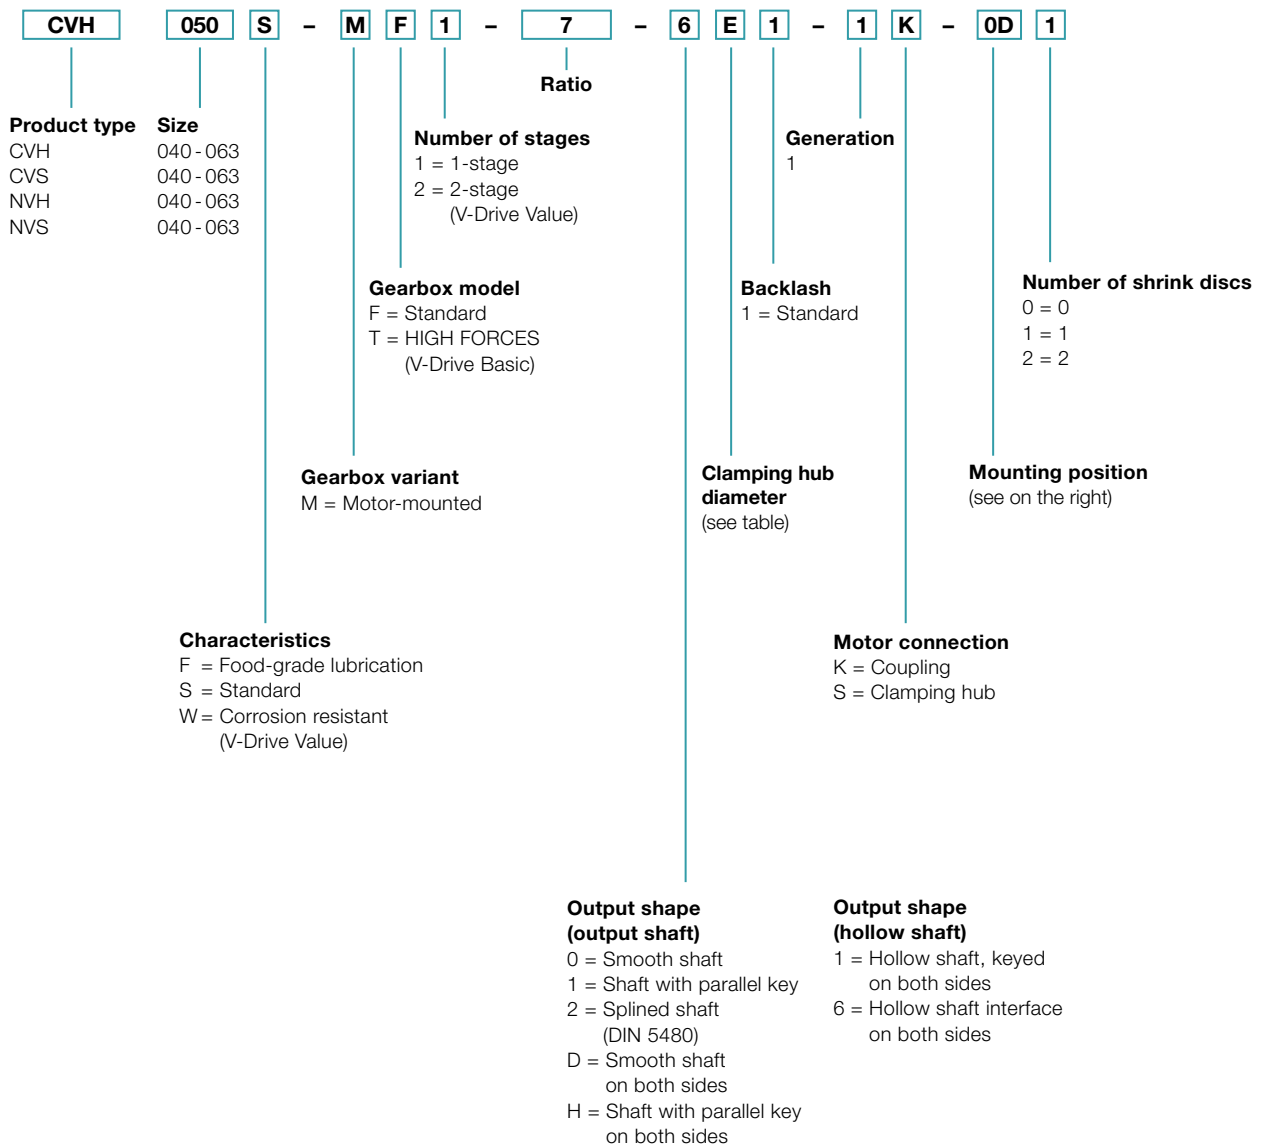 CVH 050 S – M F 1 – 7 – 6 E 1 – 1 K – 0D 1
Ratio
Product type
CVH
CVS
NVH
NVS
Size
040 - 063
040 - 063
040 - 063
040 - 063
Number of stages
1 = 1-stage
2 = 2-stage
(V-Drive Value)
Generation
1
Gearbox model
F = Standard
T = HIGH FORCES
(V-Drive Basic)
Backlash
1 = Standard
Number of shrink discs
0 = 0
1 = 1
2 = 2
Gearbox variant
M = Motor-mounted
Clamping hub
diameter
(see table)
Mounting position
(see on the right)
Characteristics
F = Food-grade lubrication
S = Standard
W = Corrosion resistant
(V-Drive Value)
Motor connection
K = Coupling
S = Clamping hub
Output shape
(output shaft)
0 = Smooth shaft
1 = Shaft with parallel key
2 = Splined shaft
(DIN 5480)
D = Smooth shaft
on both sides
H = Shaft with parallel key
on both sides
Output shape
(hollow shaft)
1 = Hollow shaft, keyed
on both sides
6 = Hollow shaft interface
on both sides